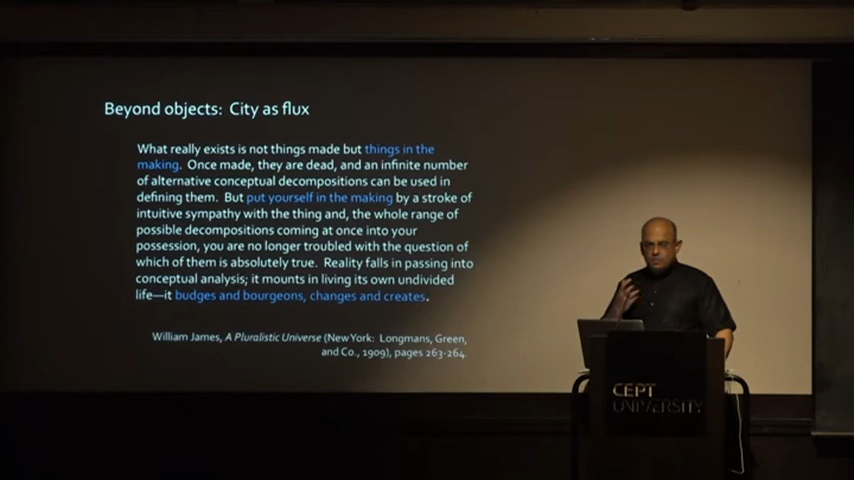 Beyond objects: City as flux
What really exists is not things made but things in the
making. Once made, they are dead, and an infinite number
of alternative conceptual decompositions can be used in
defining them. But put yourself in the making by a stroke of
intuitive sympathy with the thing and, the whole range of
possible decompositions coming at once into your
possession, you are no longer troubled with the question of
which of them is absolutely true. Reality falls in passing into
conceptual analysis; it mounts in living its own undivided
life—it budges and bourgeons, changes and creates.
William James, A Pluralistic Universe (New York: Longmans, Green,
and Co., 1909), pages 263-264.
CEPT
UNIVERSITY